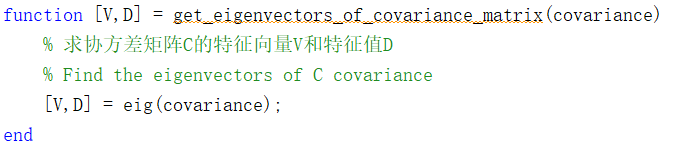 function [V,D] = get_eigenvectors_of_covariance_matrix(covariance)
% 求协方差矩阵C的特征向量V和特征值D
% Find the eigenvectors of C covariance
[V,D] = eig(covariance);
end